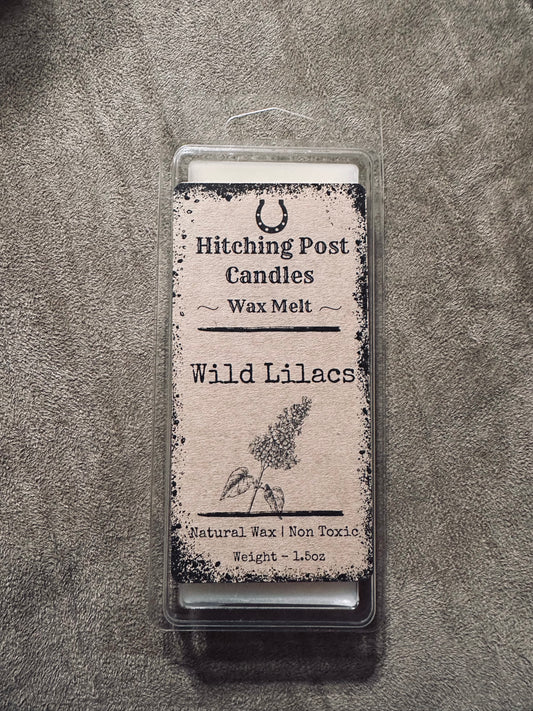 Hitching Post
Candles
~ Wax Melt ~
Wild Lilacs
Natural Wax | Non Toxic
Weight - 1.5oz